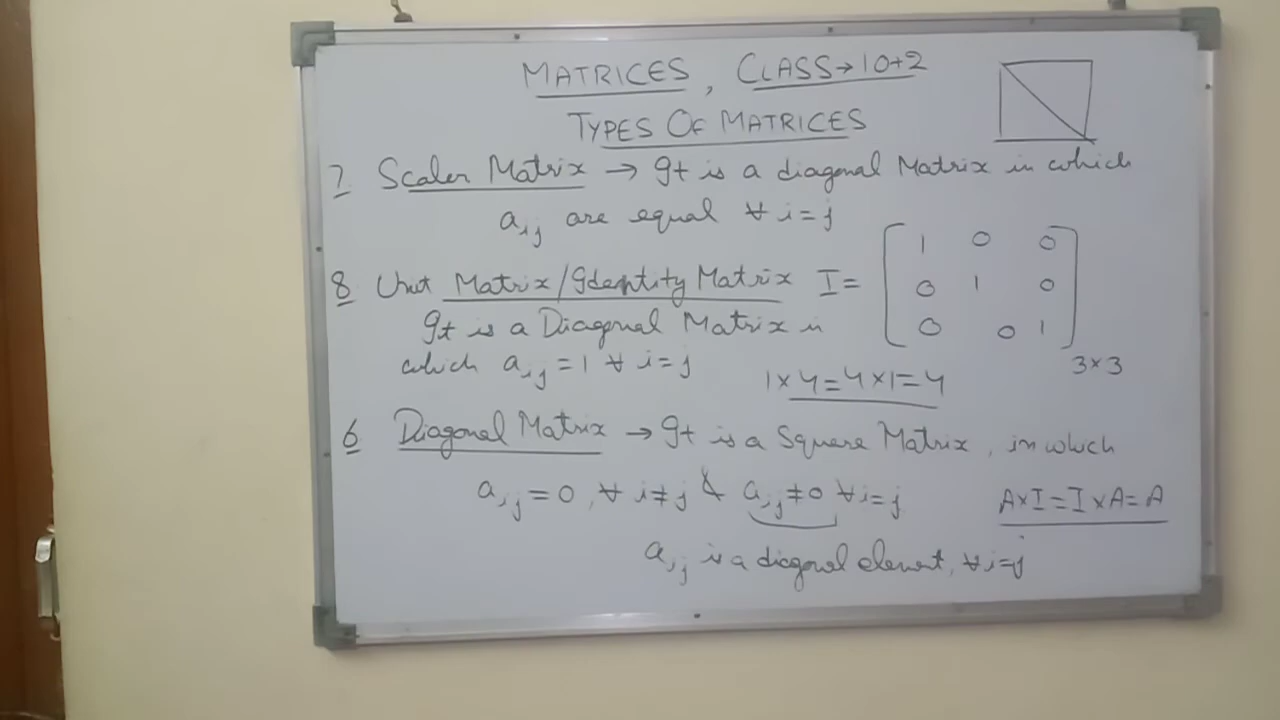 MATRICES, CLASS→10+2
TYPES OF MATRICES
7 Scaler Matrix → It is a diagonal Matrix in which
aij are equal ∀ i=j
8 Unit Matrix/Identity Matrix I=
1 0 0
0 1 0
0 0 1
3×3
It is a Diagonal Matrix in
which aij=1 ∀ i=j
1×4=4×1=4
6 Diagonal Matrix → It is a Square Matrix, in which
aij=0, ∀ i≠j & aij≠0 ∀i=j
A×I=I×A=A
aij is a diagonal element, ∀i=j